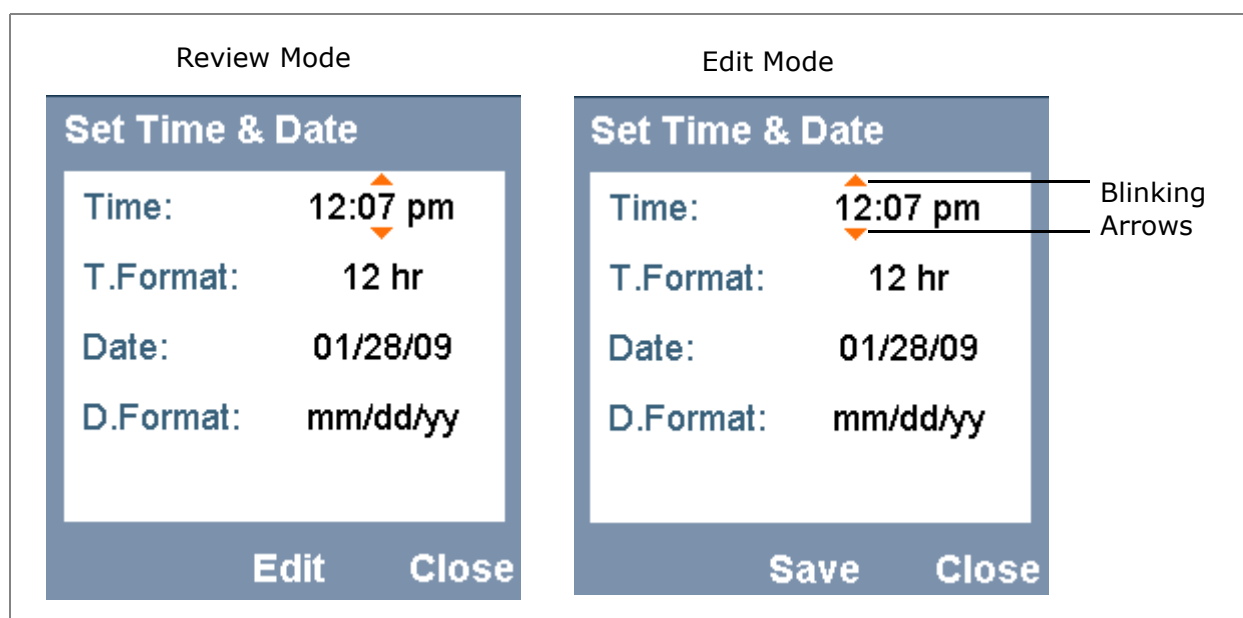 Review Mode
Edit Mode
Set Time & Date
Time: 12:07 pm
T.Format: 12 hr
Date: 01/28/09
D.Format: mm/dd/yy
Edit Close
Set Time & Date
Time: 12:07 pm
T.Format: 12 hr
Date: 01/28/09
D.Format: mm/dd/yy
Save Close
Blinking
Arrows